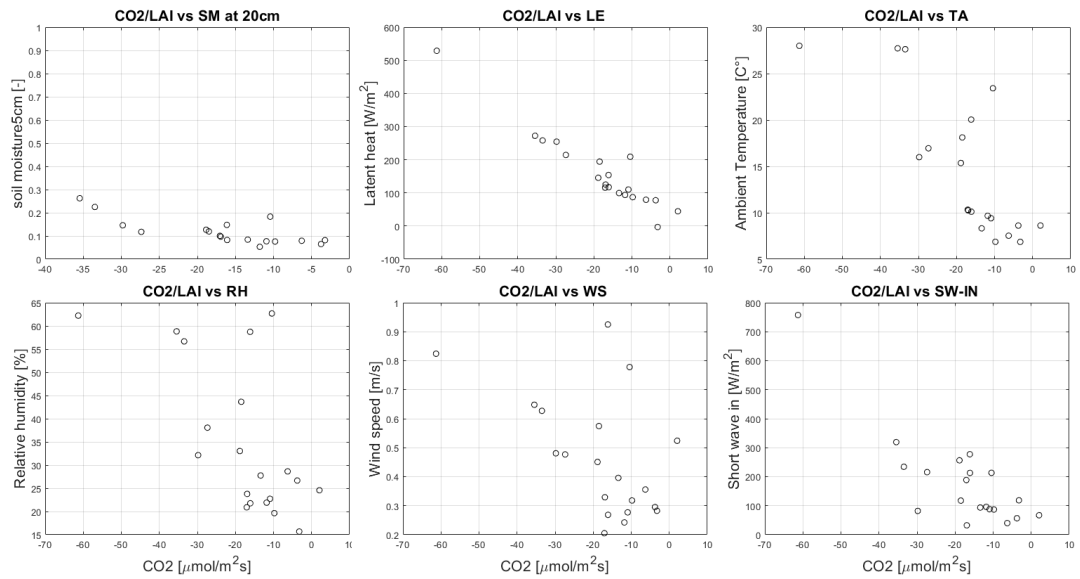 CO2/LAI vs SM at 20cm
1
0.9
0.8
0.7
0.6
0.5
0.4
0.3
0.2
0.1
0
soil moisture5cm [-]
-40 -35 -30 -25 -20 -15 -10 -5 0
CO2/LAI vs LE
600
500
400
300
200
100
0
-100
Latent heat [W/m2]
-70 -60 -50 -40 -30 -20 -10 0 10
CO2/LAI vs TA
30
25
20
15
10
5
Ambient Temperature [C°]
-70 -60 -50 -40 -30 -20 -10 0 10
CO2/LAI vs RH
65
60
55
50
45
40
35
30
25
20
15
Relative humidity [%]
-70 -60 -50 -40 -30 -20 -10 0 10
CO2 [μmol/m2s]
CO2/LAI vs WS
1
0.9
0.8
0.7
0.6
0.5
0.4
0.3
0.2
Wind speed [m/s]
-70 -60 -50 -40 -30 -20 -10 0 10
CO2 [μmol/m2s]
CO2/LAI vs SW-IN
800
700
600
500
400
300
200
100
0
Short wave in [W/m2]
-70 -60 -50 -40 -30 -20 -10 0 10
CO2 [μmol/m2s]